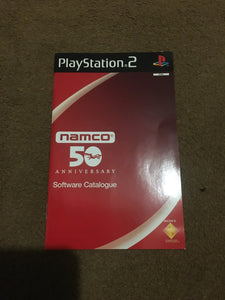 PlayStation.2
namco
50
ANNIVERSARY
Software Catalogue